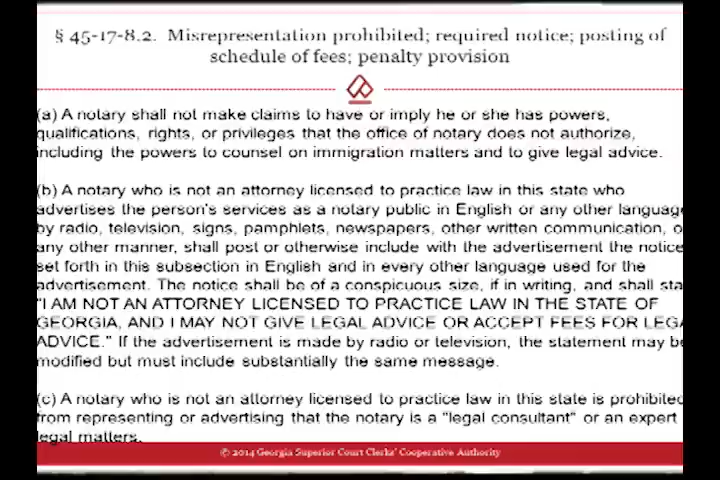 § 45-17-8.2. Misrepresentation prohibited; required notice; posting of
schedule of fees; penalty provision
(a) A notary shall not make claims to have or imply he or she has powers,
qualifications, rights, or privileges that the office of notary does not authorize,
including the powers to counsel on immigration matters and to give legal advice.
(b) A notary who is not an attorney licensed to practice law in this state who
advertises the person's services as a notary public in English or any other language
by radio, television, signs, pamphlets, newspapers, other written communication, o
any other manner, shall post or otherwise include with the advertisement the notice
set forth in this subsection in English and in every other language used for the
advertisement. The notice shall be of a conspicuous size, if in writing, and shall sta
"I AM NOT AN ATTORNEY LICENSED TO PRACTICE LAW IN THE STATE OF
GEORGIA, AND I MAY NOT GIVE LEGAL ADVICE OR ACCEPT FEES FOR LEGA
ADVICE." If the advertisement is made by radio or television, the statement may be
modified but must include substantially the same message.
(c) A notary who is not an attorney licensed to practice law in this state is prohibited
from representing or advertising that the notary is a "legal consultant" or an expert
legal matters.
© 2014 Georgia Superior Court Clerks' Cooperative Authority